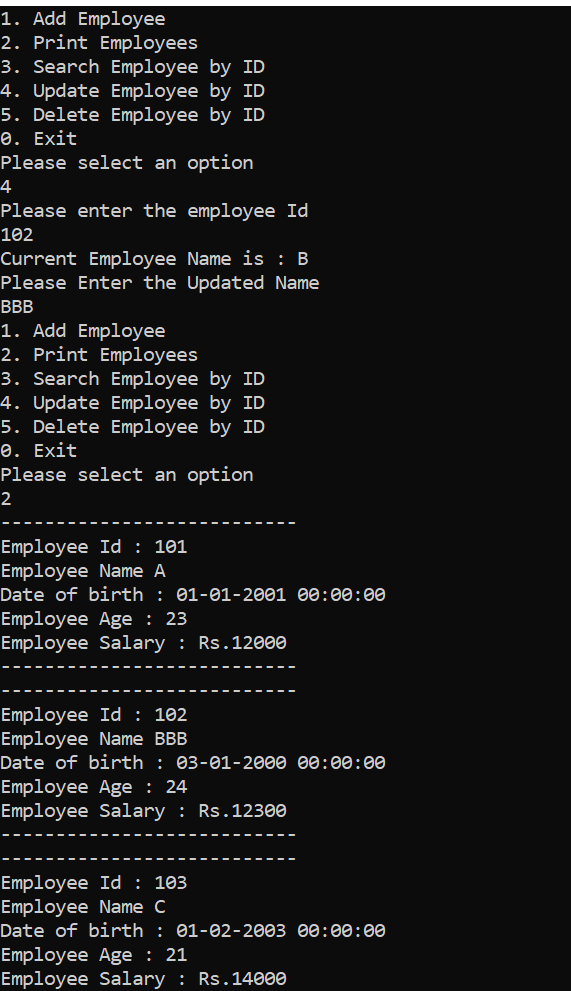 1. Add Employee
2. Print Employees
3. Search Employee by ID
4. Update Employee by ID
5. Delete Employee by ID
0. Exit
Please select an option
4
Please enter the employee Id
102
Current Employee Name is : B
Please Enter the Updated Name
BBB
1. Add Employee
2. Print Employees
3. Search Employee by ID
4. Update Employee by ID
5. Delete Employee by ID
0. Exit
Please select an option
2
---------------------------
Employee Id : 101
Employee Name A
Date of birth : 01-01-2001 00:00:00
Employee Age : 23
Employee Salary : Rs.12000
---------------------------
---------------------------
Employee Id : 102
Employee Name BBB
Date of birth : 03-01-2000 00:00:00
Employee Age : 24
Employee Salary : Rs.12300
---------------------------
---------------------------
Employee Id : 103
Employee Name C
Date of birth : 01-02-2003 00:00:00
Employee Age : 21
Employee Salary : Rs.14000